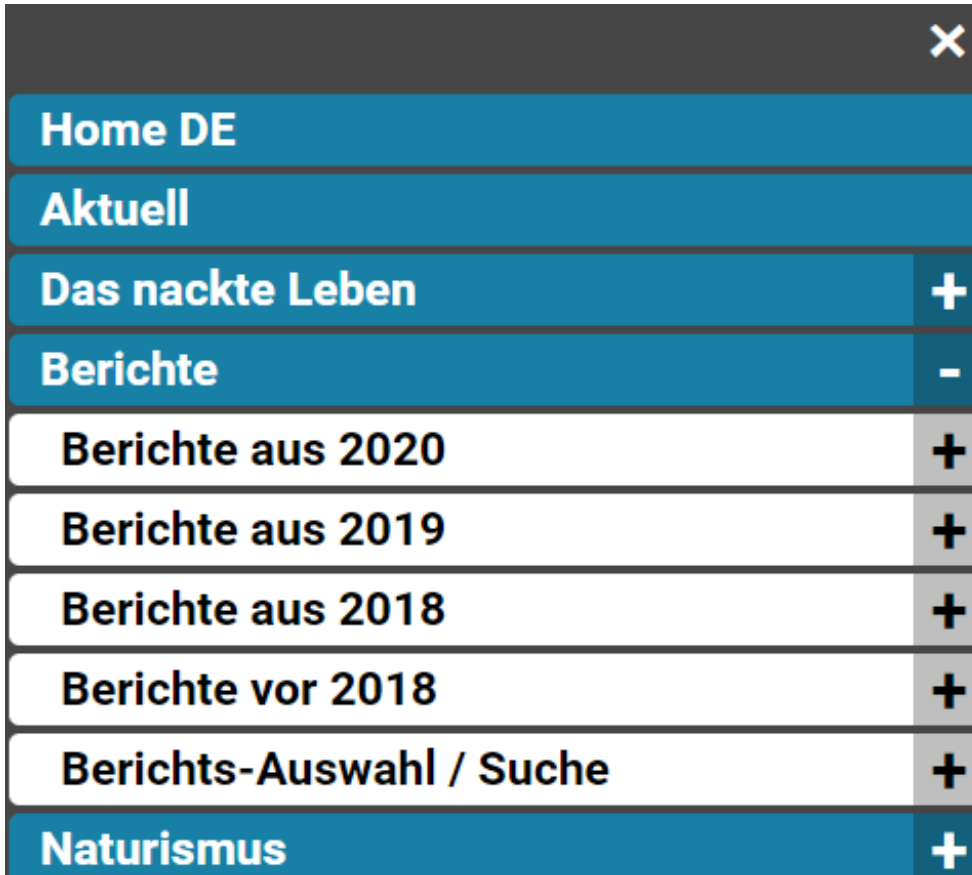 ×
Home DE
Aktuell
Das nackte Leben +
Berichte -
Berichte aus 2020 +
Berichte aus 2019 +
Berichte aus 2018 +
Berichte vor 2018 +
Berichts-Auswahl / Suche +
Naturismus +